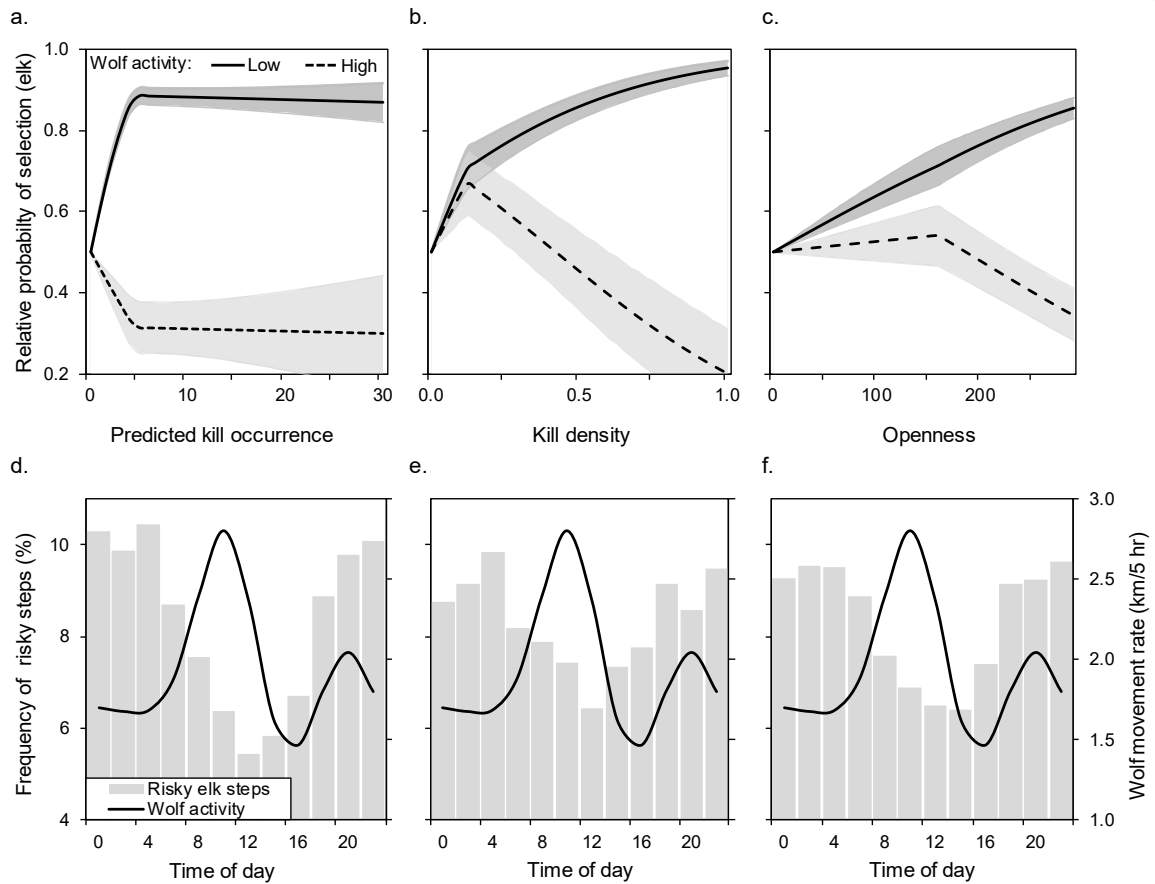 a.
b.
c.
Relative probability of selection (elk)
1.0
0.8
0.6
0.4
0.2
Wolf activity: Low High
0 10 20 30
0.0 0.5 1.0
0 100 200
Predicted kill occurrence
Kill density
Openness
d.
e.
f.
Frequency of risky steps (%)
10
8
6
4
Risky elk steps
Wolf activity
3.0
2.5
2.0
1.5
1.0
Wolf movement rate (km/5 hr)
0 4 8 12 16 20
0 4 8 12 16 20
0 4 8 12 16 20
Time of day
Time of day
Time of day